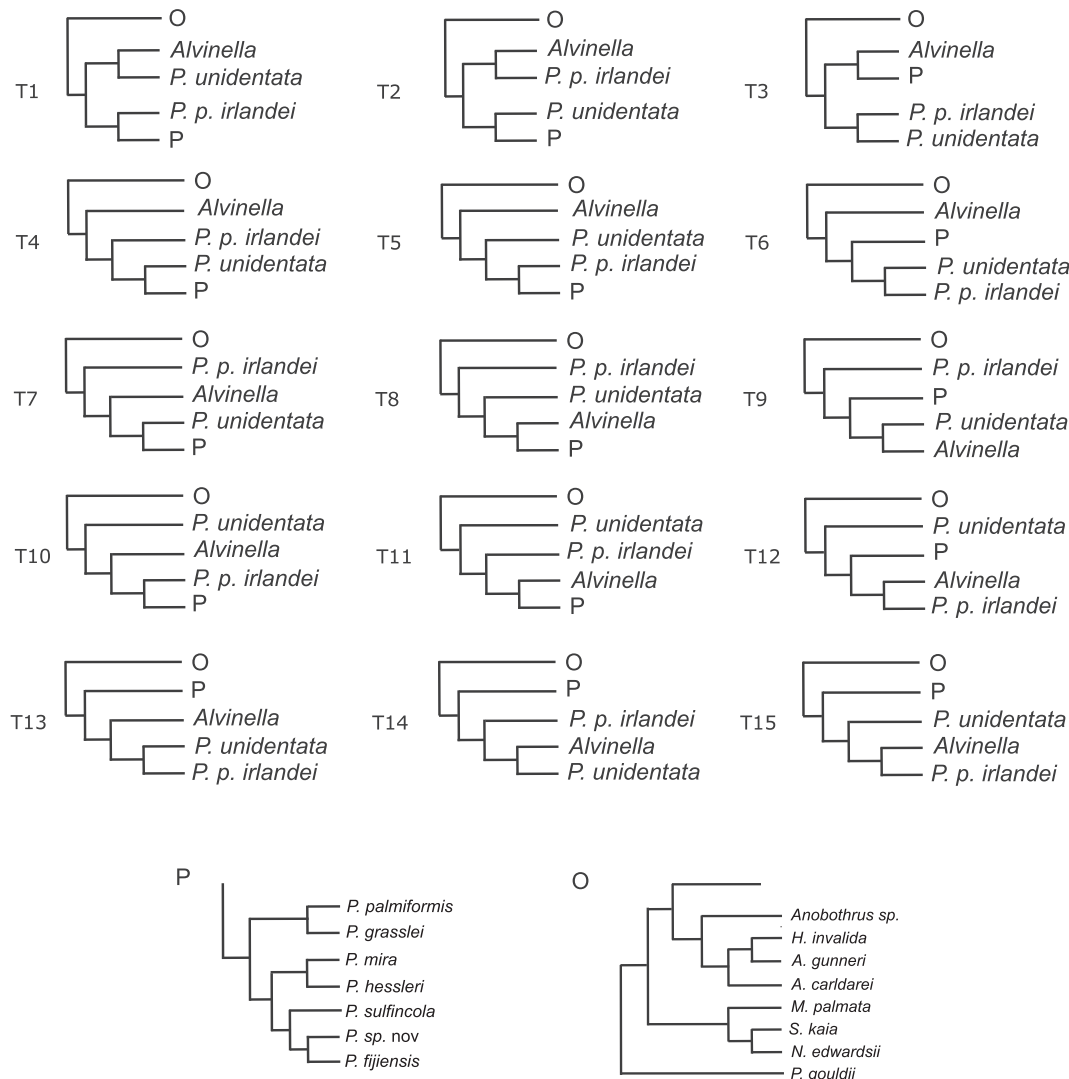 O O O
Alvinella Alvinella Alvinella
P. unidentata P. p. irlandei P
T1 T2 T3
P. p. irlandei P. unidentata P. p. irlandei
P P P. unidentata
O O O
Alvinella Alvinella Alvinella
T4 P. p. irlandei T5 P. unidentata T6 P
P. unidentata P. p. irlandei P. unidentata
P P P. p. irlandei
O O O
P. p. irlandei P. p. irlandei P. p. irlandei
T7 Alvinella T8 P. unidentata T9 P
P. unidentata Alvinella P. unidentata
P P Alvinella
O O O
P. unidentata P. unidentata P. unidentata
T10 Alvinella T11 P. p. irlandei T12 P
P. p. irlandei Alvinella Alvinella
P P P. p. irlandei
O O O
P P P
T13 Alvinella T14 P. p. irlandei T15 P. unidentata
P. unidentata Alvinella Alvinella
P. p. irlandei P. unidentata P. p. irlandei
P
P. palmiformis
P. grasslei
P. mira
P. hessleri
P. sulfincola
P. sp. nov
P. fijiensis
O
Anobothrus sp.
H. invalida
A. gunneri
A. carldarei
M. palmata
S. kaia
N. edwardsii
P. gouldii